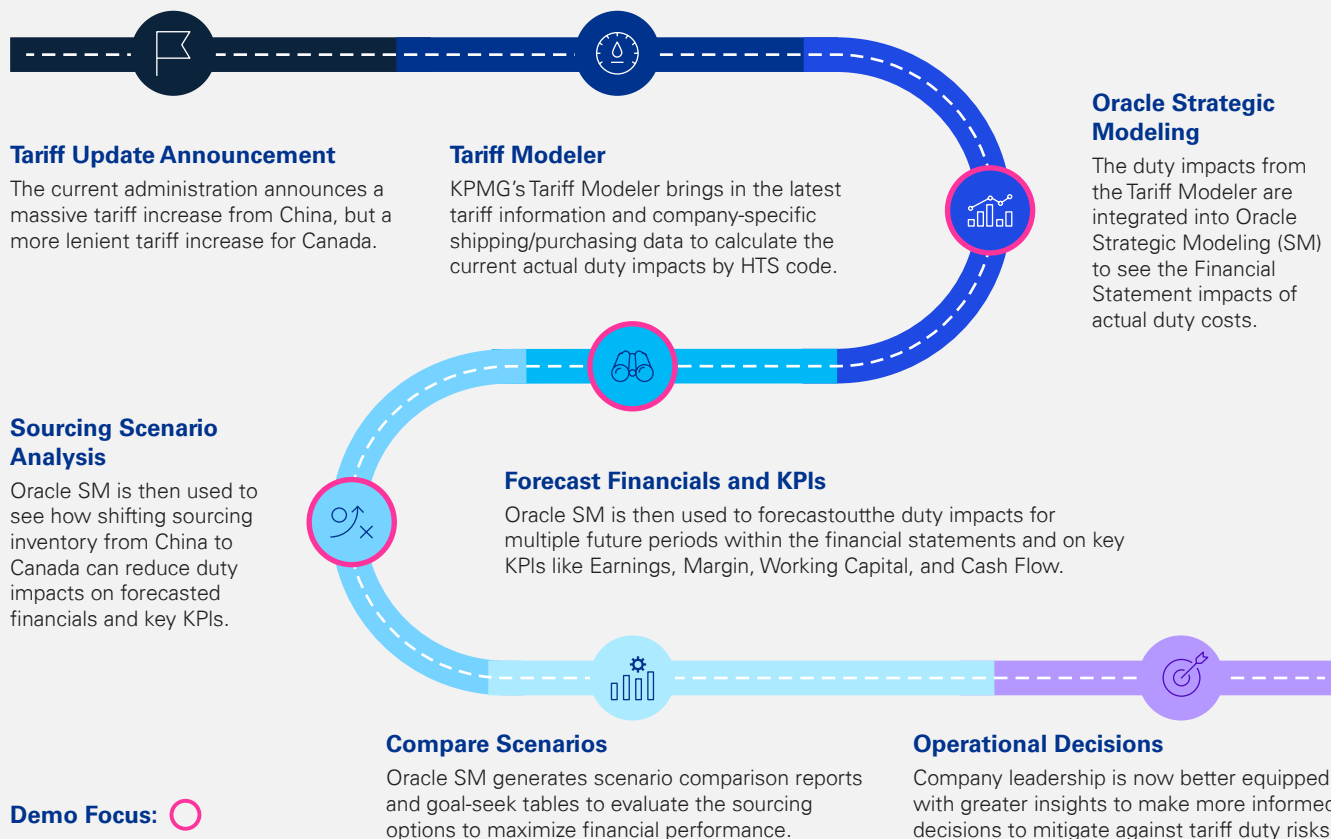 Tariff Update Announcement
The current administration announces a
massive tariff increase from China, but a
more lenient tariff increase for Canada.
Tariff Modeler
KPMG's Tariff Modeler brings in the latest
tariff information and company-specific
shipping/purchasing data to calculate the
current actual duty impacts by HTS code.
Oracle Strategic
Modeling
The duty impacts from
the Tariff Modeler are
integrated into Oracle
Strategic Modeling (SM)
to see the Financial
Statement impacts of
actual duty costs.
Forecast Financials and KPIs
Oracle SM is then used to forecastoutthe duty impacts for
multiple future periods within the financial statements and on key
KPIs like Earnings, Margin, Working Capital, and Cash Flow.
Sourcing Scenario
Analysis
Oracle SM is then used to
see how shifting sourcing
inventory from China to
Canada can reduce duty
impacts on forecasted
financials and key KPIs.
Compare Scenarios
Oracle SM generates scenario comparison reports
and goal-seek tables to evaluate the sourcing
options to maximize financial performance.
Operational Decisions
Company leadership is now better equipped
with greater insights to make more informed
decisions to mitigate against tariff duty risks
Demo Focus: